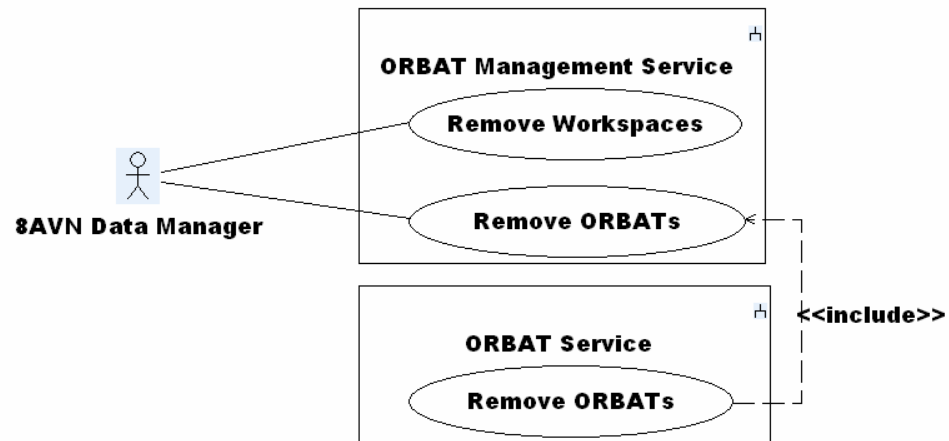 ORBAT Management Service
Remove Workspaces
8AVN Data Manager
Remove ORBATs
<<include>>
ORBAT Service
Remove ORBATs